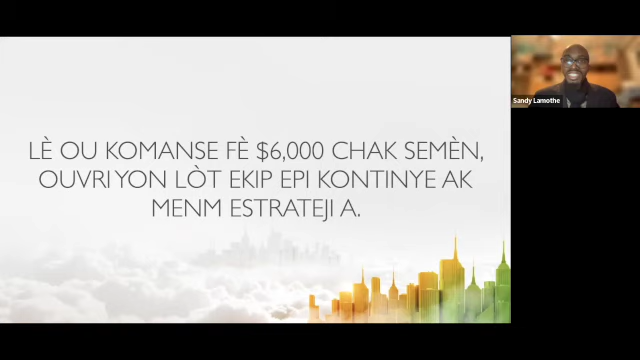 LÈ OU KOMANSE FÈ $6,000 CHAK SEMÈN,
OUVRI YON LÒT EKIP EPI KONTINYE AK
MENM ESTRATEJI A.
Sandy Lamothe